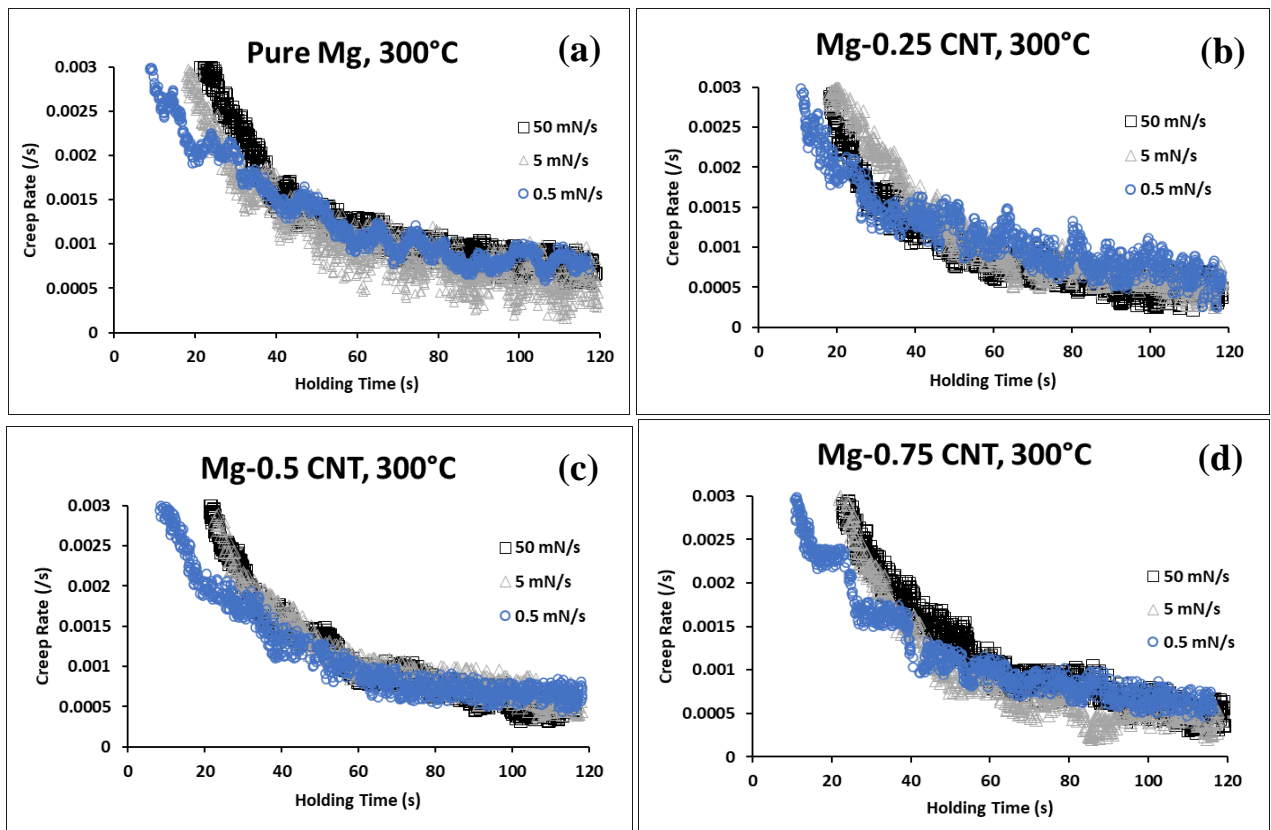 Pure Mg, 300°C
(a)
0.003
0.0025
0.002
0.0015
0.001
0.0005
0
Creep Rate (/s)
50 mN/s
5 mN/s
0.5 mN/s
0 20 40 60 80 100 120
Holding Time (s)
Mg-0.25 CNT, 300°C
(b)
0.003
0.0025
0.002
0.0015
0.001
0.0005
0
Creep Rate (/s)
50 mN/s
5 mN/s
0.5 mN/s
0 20 40 60 80 100 120
Holding Time (s)
Mg-0.5 CNT, 300°C
(c)
0.003
0.0025
0.002
0.0015
0.001
0.0005
0
Creep Rate (/s)
50 mN/s
5 mN/s
0.5 mN/s
0 20 40 60 80 100 120
Holding Time (s)
Mg-0.75 CNT, 300°C
(d)
0.003
0.0025
0.002
0.0015
0.001
0.0005
0
Creep Rate (/s)
50 mN/s
5 mN/s
0.5 mN/s
0 20 40 60 80 100 120
Holding Time (s)